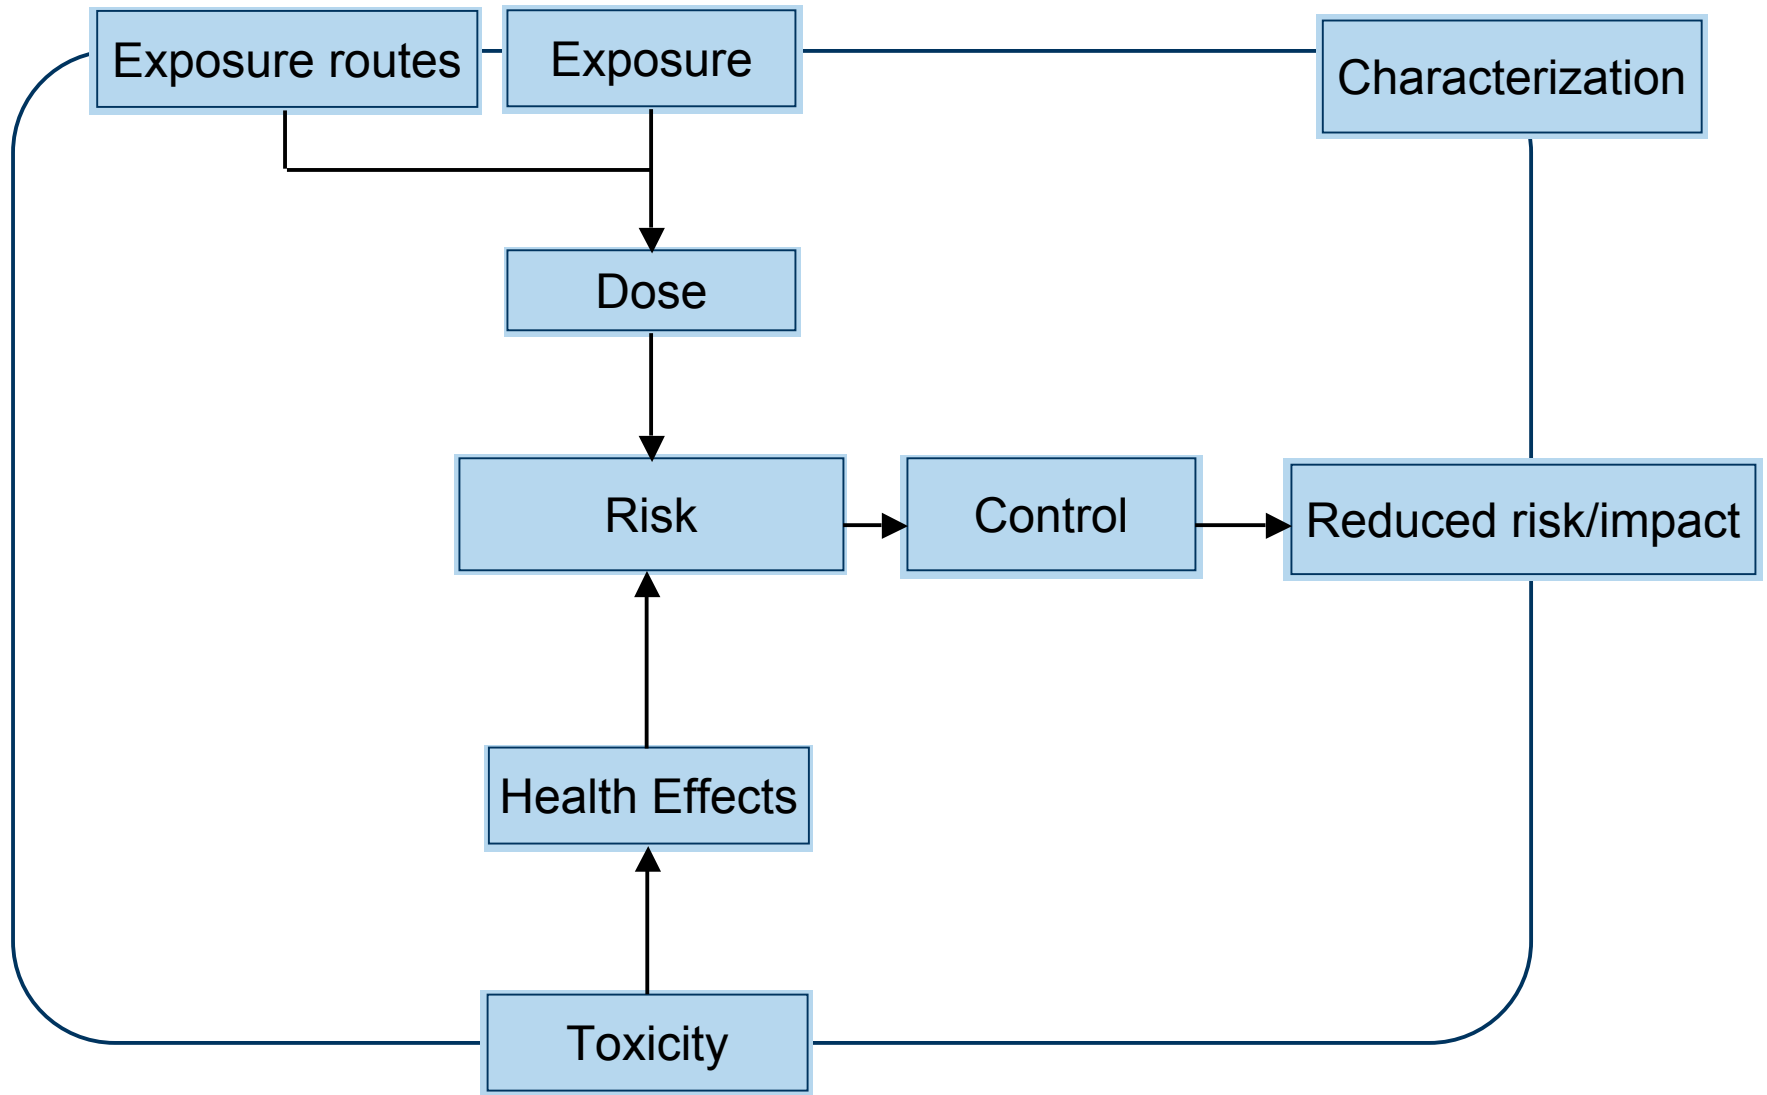 Exposure routes
Exposure
Characterization
Dose
Risk
Control
Reduced risk/impact
Health Effects
Toxicity